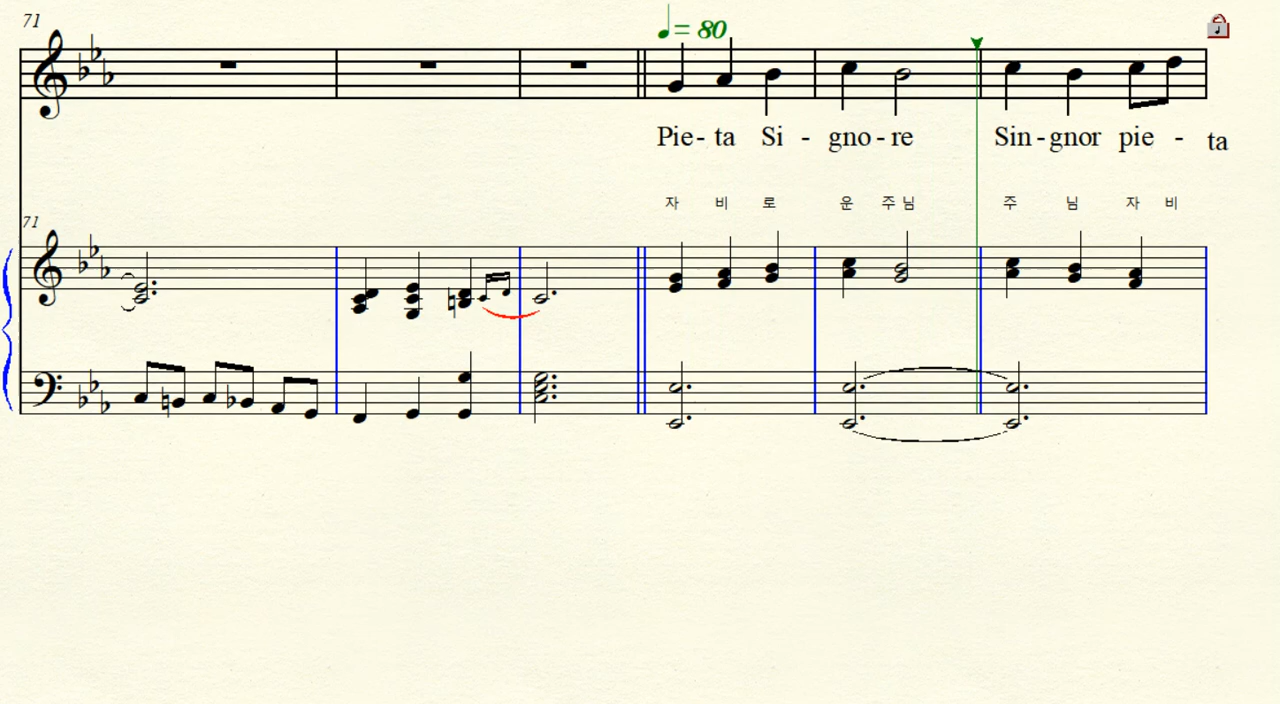 71
= 80
Pie- ta Si - gno - re Sin - gnor pie - ta
자 비 로 운 주 님 주 님 자 비
71